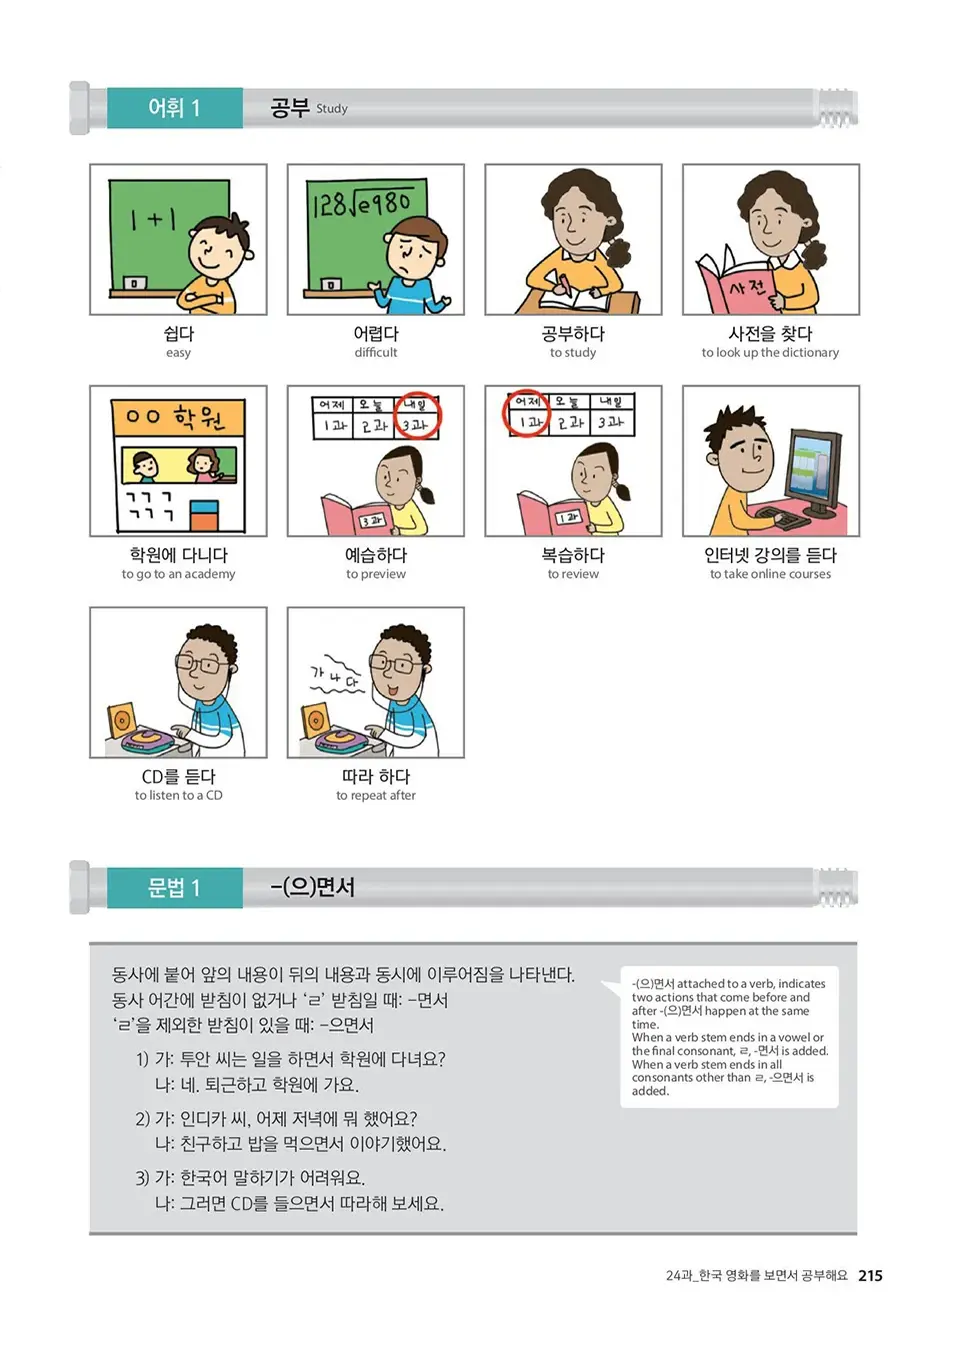 어휘 1 공부 Study
1+1
128√e980
사전
쉽다 어렵다 공부하다 사전을 찾다
easy difficult to study to look up the dictionary
○○ 학원
ㄱㄱ ㄱ
ㄱㄱ ㄱ
어제 오늘 내일
1과 2과 3과
3과
어제 오늘 내일
1과 2과 3과
1과
학원에 다니다 예습하다 복습하다 인터넷 강의를 듣다
to go to an academy to preview to review to take online courses
가 나 다
CD를 듣다 따라 하다
to listen to a CD to repeat after
문법 1 -(으)면서
동사에 붙어 앞의 내용이 뒤의 내용과 동시에 이루어짐을 나타낸다.
동사 어간에 받침이 없거나 ‘ㄹ’ 받침일 때: -면서
‘ㄹ’을 제외한 받침이 있을 때: -으면서
1) 가: 투안 씨는 일을 하면서 학원에 다녀요?
나: 네. 퇴근하고 학원에 가요.
2) 가: 인디카 씨, 어제 저녁에 뭐 했어요?
나: 친구하고 밥을 먹으면서 이야기했어요.
3) 가: 한국어 말하기가 어려워요.
나: 그러면 CD를 들으면서 따라해 보세요.
-(으)면서 attached to a verb, indicates
two actions that come before and
after -(으)면서 happen at the same
time.
When a verb stem ends in a vowel or
the final consonant, ㄹ, -면서 is added.
When a verb stem ends in all
consonants other than ㄹ, -으면서 is
added.
24과_한국 영화를 보면서 공부해요 215